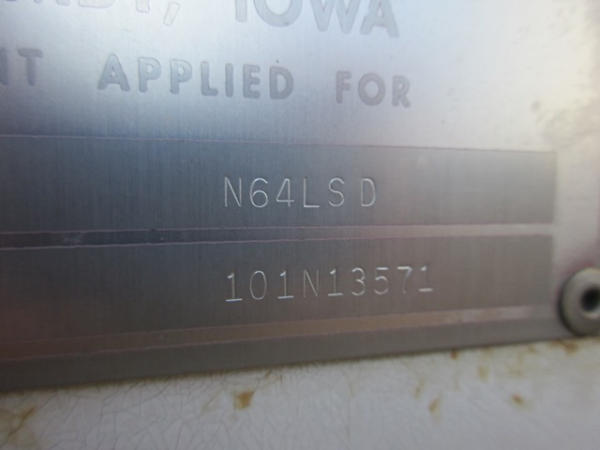 IOWA
APPLIED FOR
N64LSD
101N13571